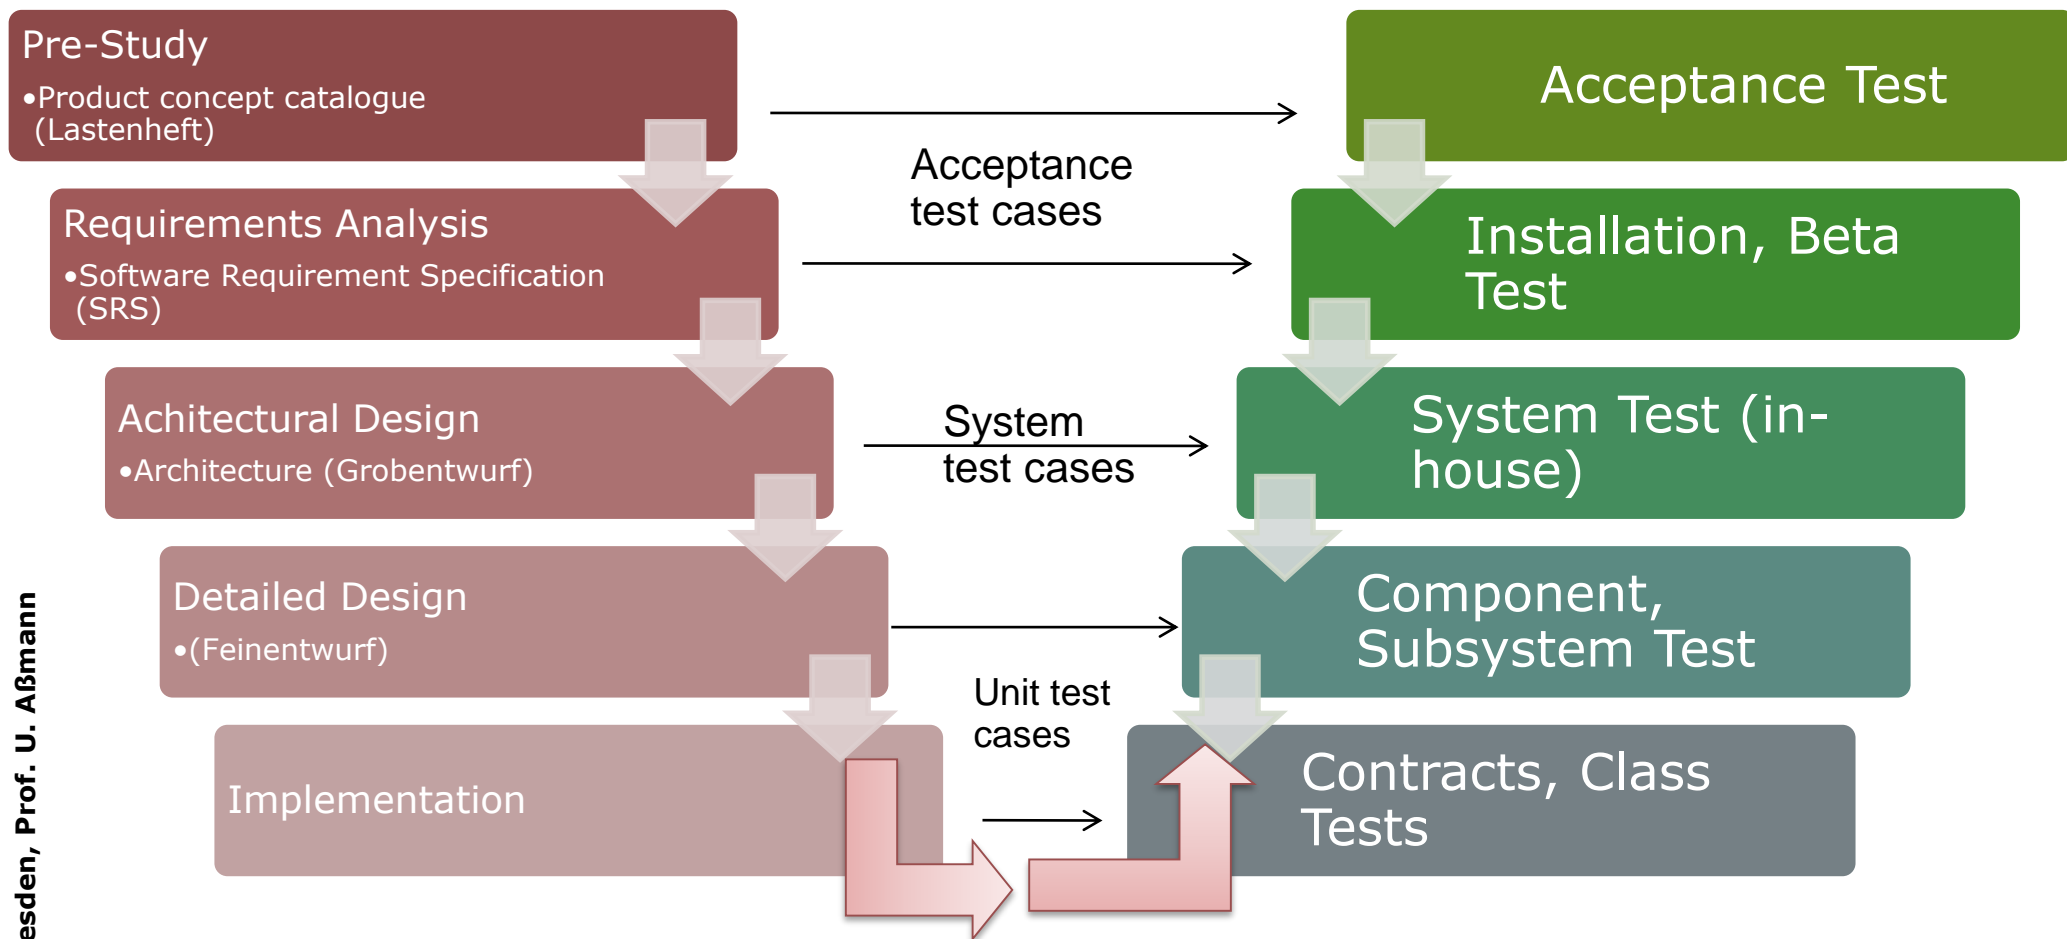 Pre-Study
•Product concept catalogue
(Lastenheft)
Acceptance Test
Acceptance
test cases
Requirements Analysis
•Software Requirement Specification
(SRS)
Installation, Beta
Test
Achitectural Design
•Architecture (Grobentwurf)
System
test cases
System Test (in-
house)
Detailed Design
•(Feinentwurf)
Component,
Subsystem Test
Unit test
cases
Implementation
Contracts, Class
Tests
esden, Prof. U. Aßmann